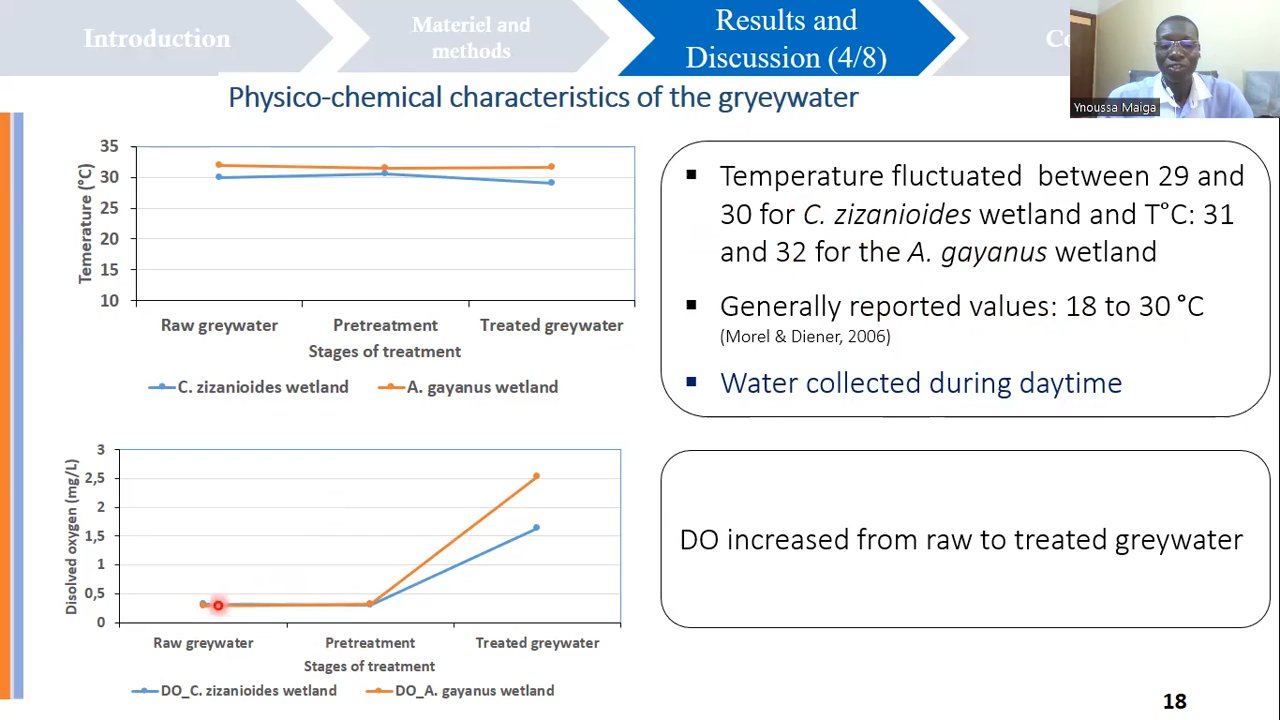 Introduction
Materiel and
methods
Results and
Discussion (4/8)
Co
Ynoussa Maiga
Physico-chemical characteristics of the gryeywater
35
30
25
20
15
10
Temerature (°C)
Raw greywater Pretreatment Treated greywater
Stages of treatment
C. zizanioides wetland A. gayanus wetland
▪ Temperature fluctuated between 29 and
30 for C. zizanioides wetland and T°C: 31
and 32 for the A. gayanus wetland
▪ Generally reported values: 18 to 30 °C
(Morel & Diener, 2006)
▪ Water collected during daytime
3
2,5
2
1,5
1
0,5
0
Disolved oxygen (mg/L)
Raw greywater Pretreatment Treated greywater
Stages of treatment
DO_C. zizanioides wetland DO_A. gayanus wetland
DO increased from raw to treated greywater
18